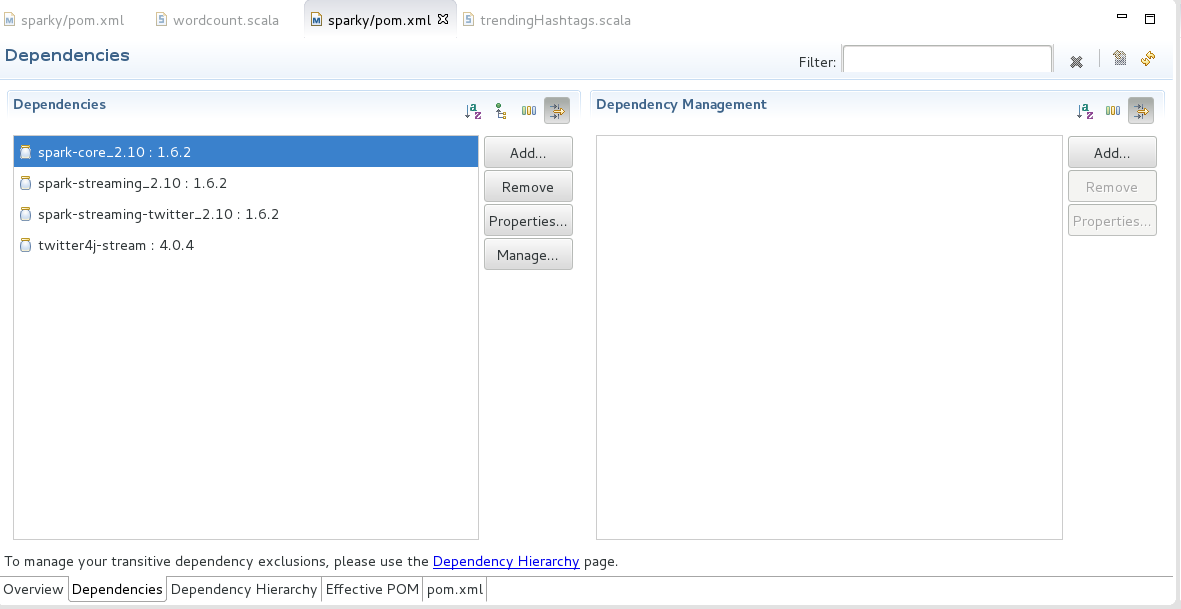 sparky/pom.xml wordcount.scala sparky/pom.xml trendingHashtags.scala
Dependencies
Filter:
Dependencies
spark-core_2.10 : 1.6.2
spark-streaming_2.10 : 1.6.2
spark-streaming-twitter_2.10 : 1.6.2
twitter4j-stream : 4.0.4
Add...
Remove
Properties...
Manage...
Dependency Management
Add...
Remove
Properties...
To manage your transitive dependency exclusions, please use the Dependency Hierarchy page.
Overview Dependencies Dependency Hierarchy Effective POM pom.xml